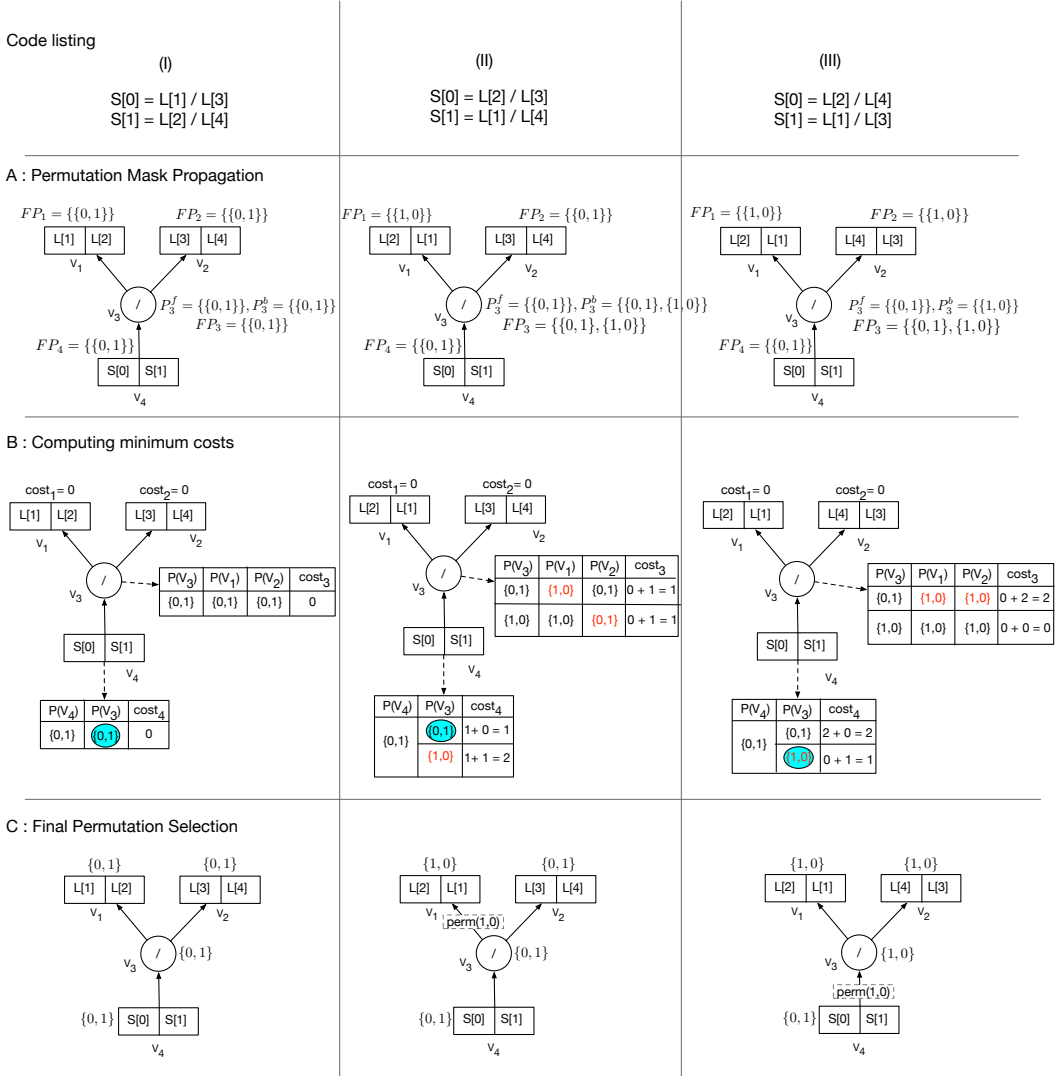 Code listing
(I)
S[0] = L[1] / L[3]
S[1] = L[2] / L[4]
(II)
S[0] = L[2] / L[3]
S[1] = L[1] / L[4]
(III)
S[0] = L[2] / L[4]
S[1] = L[1] / L[3]
A : Permutation Mask Propagation
FP₁ = {{0, 1}}
FP₂ = {{0, 1}}
L[1] L[2]
L[3] L[4]
V₁
V₂
/
V₃
P₃ᶠ = {{0, 1}}, P₃ᵇ = {{0, 1}}
FP₃ = {{0, 1}}
FP₄ = {{0, 1}}
S[0] S[1]
V₄
FP₁ = {{1, 0}}
FP₂ = {{0, 1}}
L[2] L[1]
L[3] L[4]
V₁
V₂
/
V₃
P₃ᶠ = {{0, 1}}, P₃ᵇ = {{0, 1}, {1, 0}}
FP₃ = {{0, 1}, {1, 0}}
FP₄ = {{0, 1}}
S[0] S[1]
V₄
FP₁ = {{1, 0}}
FP₂ = {{1, 0}}
L[2] L[1]
L[4] L[3]
V₁
V₂
/
V₃
P₃ᶠ = {{0, 1}}, P₃ᵇ = {{1, 0}}
FP₃ = {{0, 1}, {1, 0}}
FP₄ = {{0, 1}}
S[0] S[1]
V₄
B : Computing minimum costs
cost₁= 0
cost₂= 0
L[1] L[2]
L[3] L[4]
V₁
V₂
/
V₃
P(V₃) P(V₁) P(V₂) cost₃
{0,1} {0,1} {0,1} 0
S[0] S[1]
V₄
P(V₄) P(V₃) cost₄
{0,1} {0,1} 0
cost₁= 0
cost₂= 0
L[2] L[1]
L[3] L[4]
V₁
V₂
/
V₃
P(V₃) P(V₁) P(V₂) cost₃
{0,1} {1,0} {0,1} 0 + 1 = 1
{1,0} {1,0} {0,1} 0 + 1 = 1
S[0] S[1]
V₄
P(V₄) P(V₃) cost₄
{0,1} {0,1} 1+ 0 = 1
{1,0} 1+ 1 = 2
cost₁= 0
cost₂= 0
L[2] L[1]
L[4] L[3]
V₁
V₂
/
V₃
P(V₃) P(V₁) P(V₂) cost₃
{0,1} {1,0} {1,0} 0 + 2 = 2
{1,0} {1,0} {1,0} 0 + 0 = 0
S[0] S[1]
V₄
P(V₄) P(V₃) cost₄
{0,1} {0,1} 2 + 0 = 2
{1,0} 0 + 1 = 1
C : Final Permutation Selection
{0, 1}
{0, 1}
L[1] L[2]
L[3] L[4]
V₁
V₂
/
V₃
{0, 1}
{0, 1} S[0] S[1]
V₄
{1, 0}
{0, 1}
L[2] L[1]
L[3] L[4]
V₁
V₂
perm(1,0)
/
V₃
{0, 1}
{0, 1} S[0] S[1]
V₄
{1, 0}
{1, 0}
L[2] L[1]
L[4] L[3]
V₁
V₂
/
V₃
{1, 0}
perm(1,0)
{0, 1} S[0] S[1]
V₄